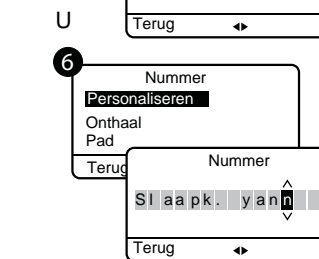 U
Terug
6
Nummer
Personaliseren
Onthaal
Pad
Terug
Nummer
Slaapk. yann
Terug